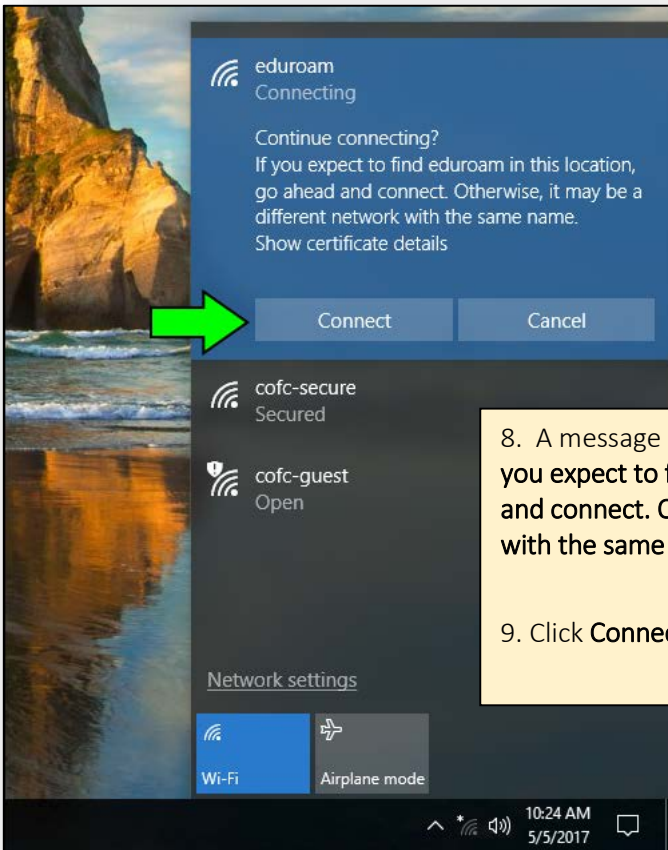 eduroam
Connecting
Continue connecting?
If you expect to find eduroam in this location,
go ahead and connect. Otherwise, it may be a
different network with the same name.
Show certificate details
Connect
Cancel
cofc-secure
Secured
cofc-guest
Open
8. A message
you expect to
and connect.
with the same
9. Click
Network settings
Wi-Fi
Airplane mode
10:24 AM
5/5/2017